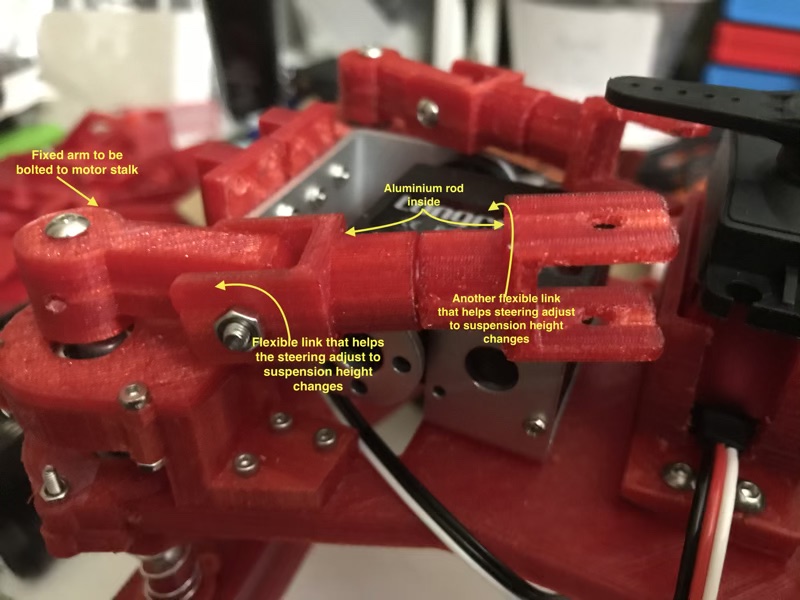 Fixed arm to be
bolted to motor stalk
Aluminium rod
inside
Another flexible link
that helps steering adjust
to suspension height
changes
Flexible link that helps
the steering adjust to
suspension height
changes